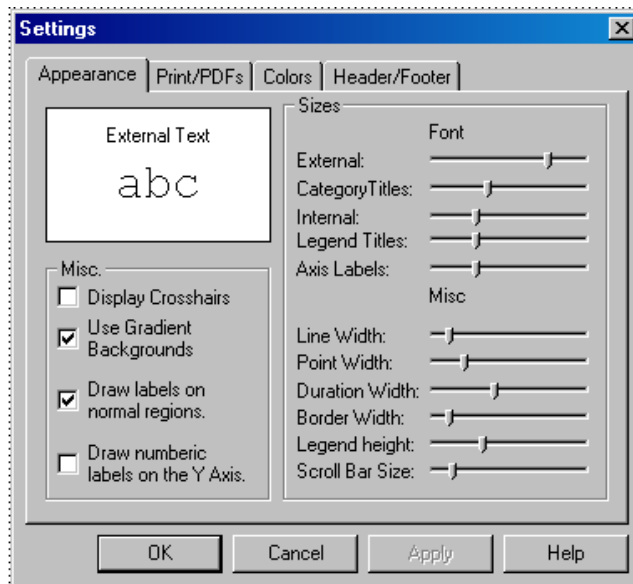 Settings
Appearance Print/PDFs Colors Header/Footer
External Text
abc
Misc.
Display Crosshairs
Use Gradient
Backgrounds
Draw labels on
normal regions.
Draw numberic
labels on the Y Axis.
Sizes
Font
External:
CategoryTitles:
Internal:
Legend Titles:
Axis Labels:
Misc
Line Width:
Point Width:
Duration Width:
Border Width:
Legend height:
Scroll Bar Size:
OK Cancel Apply Help